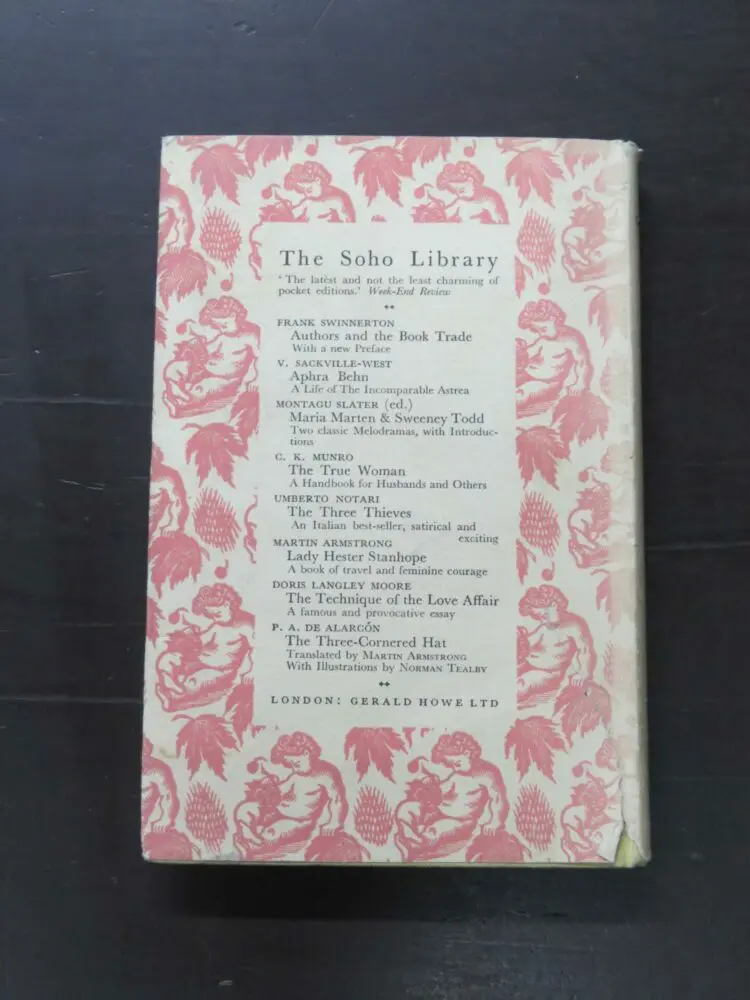 The Soho Library
'The latest and not the least charming of
pocket editions.' Week-End Review
FRANK SWINNERTON
Authors and the Book Trade
With a new Preface
V. SACKVILLE-WEST
Aphra Behn
A Life of The Incomparable Astrea
MONTAGU SLATER (ed.)
Maria Marten & Sweeney Todd
Two classic Melodramas, with Introduc-
tions
C. K. MUNRO
The True Woman
A Handbook for Husbands and Others
UMBERTO NOTARI
The Three Thieves
An Italian best-seller, satirical and
exciting
MARTIN ARMSTRONG
Lady Hester Stanhope
A book of travel and feminine courage
DORIS LANGLEY MOORE
The Technique of the Love Affair
A famous and provocative essay
P. A. DE ALARCÓN
The Three-Cornered Hat
Translated by MARTIN ARMSTRONG
With Illustrations by NORMAN TEALBY
LONDON: GERALD HOWE LTD